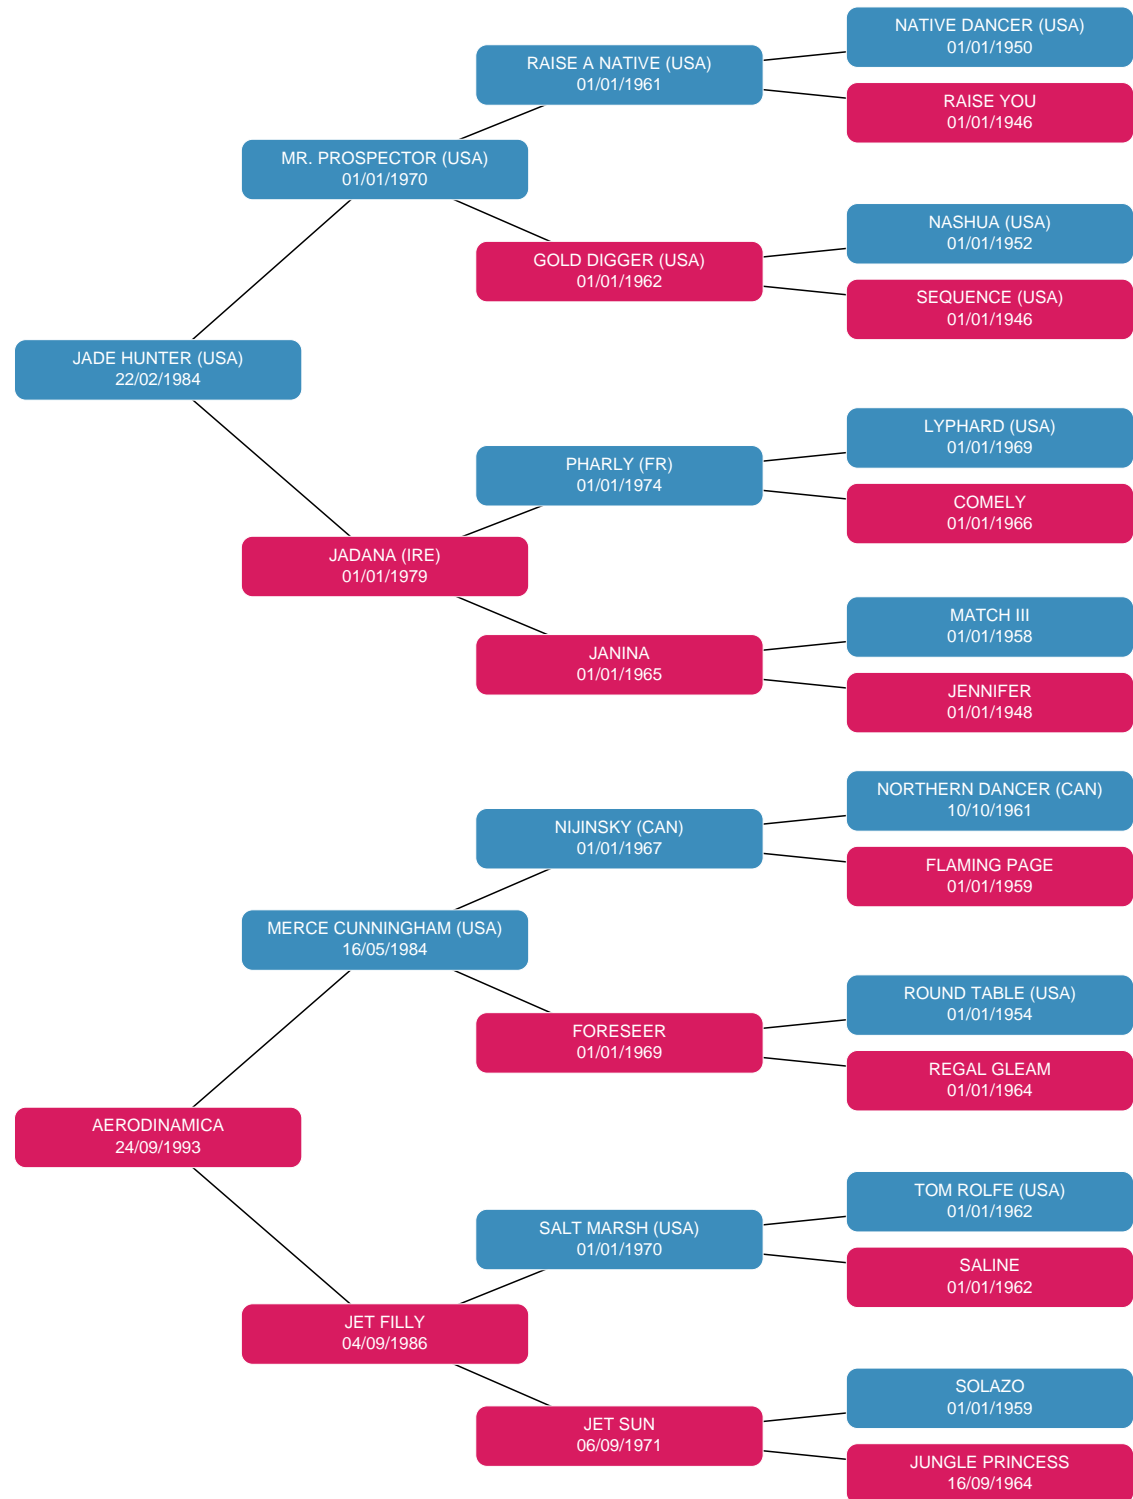 NATIVE DANCER (USA)
01/01/1950
RAISE A NATIVE (USA)
01/01/1961
RAISE YOU
01/01/1946
MR. PROSPECTOR (USA)
01/01/1970
NASHUA (USA)
01/01/1952
GOLD DIGGER (USA)
01/01/1962
SEQUENCE (USA)
01/01/1946
JADE HUNTER (USA)
22/02/1984
LYPHARD (USA)
01/01/1969
PHARLY (FR)
01/01/1974
COMELY
01/01/1966
JADANA (IRE)
01/01/1979
MATCH III
01/01/1958
JANINA
01/01/1965
JENNIFER
01/01/1948
NORTHERN DANCER (CAN)
10/10/1961
NIJINSKY (CAN)
01/01/1967
FLAMING PAGE
01/01/1959
MERCE CUNNINGHAM (USA)
16/05/1984
ROUND TABLE (USA)
01/01/1954
FORESEER
01/01/1969
REGAL GLEAM
01/01/1964
AERODINAMICA
24/09/1993
TOM ROLFE (USA)
01/01/1962
SALT MARSH (USA)
01/01/1970
SALINE
01/01/1962
JET FILLY
04/09/1986
SOLAZO
01/01/1959
JET SUN
06/09/1971
JUNGLE PRINCESS
16/09/1964